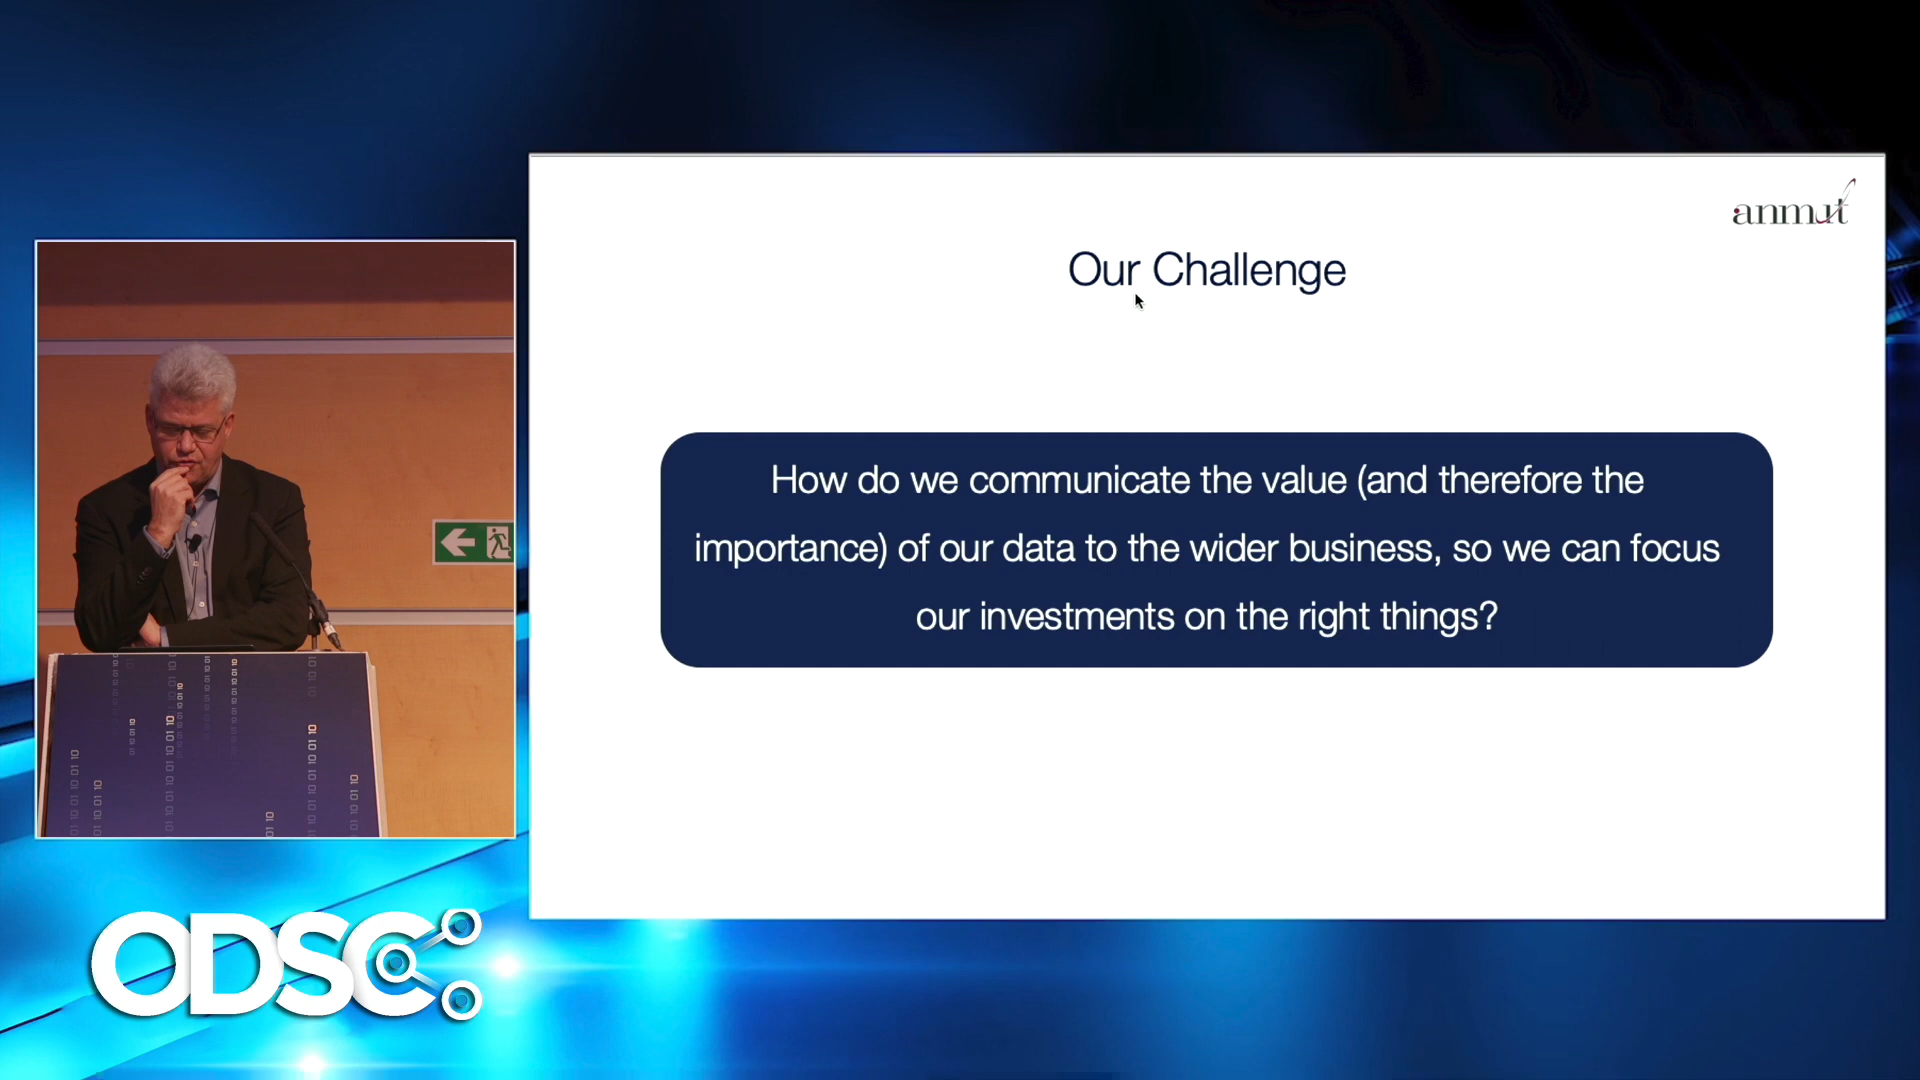 anmut
Our Challenge
How do we communicate the value (and therefore the
importance) of our data to the wider business, so we can focus
our investments on the right things?
ODSC